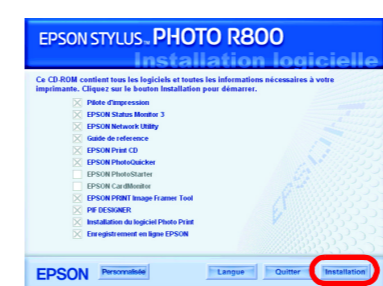 EPSON STYLUS™ PHOTO R800
Installation logicielle
Ce CD-ROM contient tous les logiciels et toutes les informations nécessaires à votre
imprimante. Cliquez sur le bouton Installation pour démarrer.
Pilote d'impression
EPSON Status Monitor 3
EPSON Network Utility
Guide de reference
EPSON Print CD
EPSON PhotoQuicker
EPSON PhotoStarter
EPSON CardMonitor
EPSON PRINT Image Framer Tool
PIF DESIGNER
Installation du logiciel Photo Print
Enregistrement en ligne EPSON
EPRINT
EPSON
EPSON Personnalisée Langue Quitter Installation